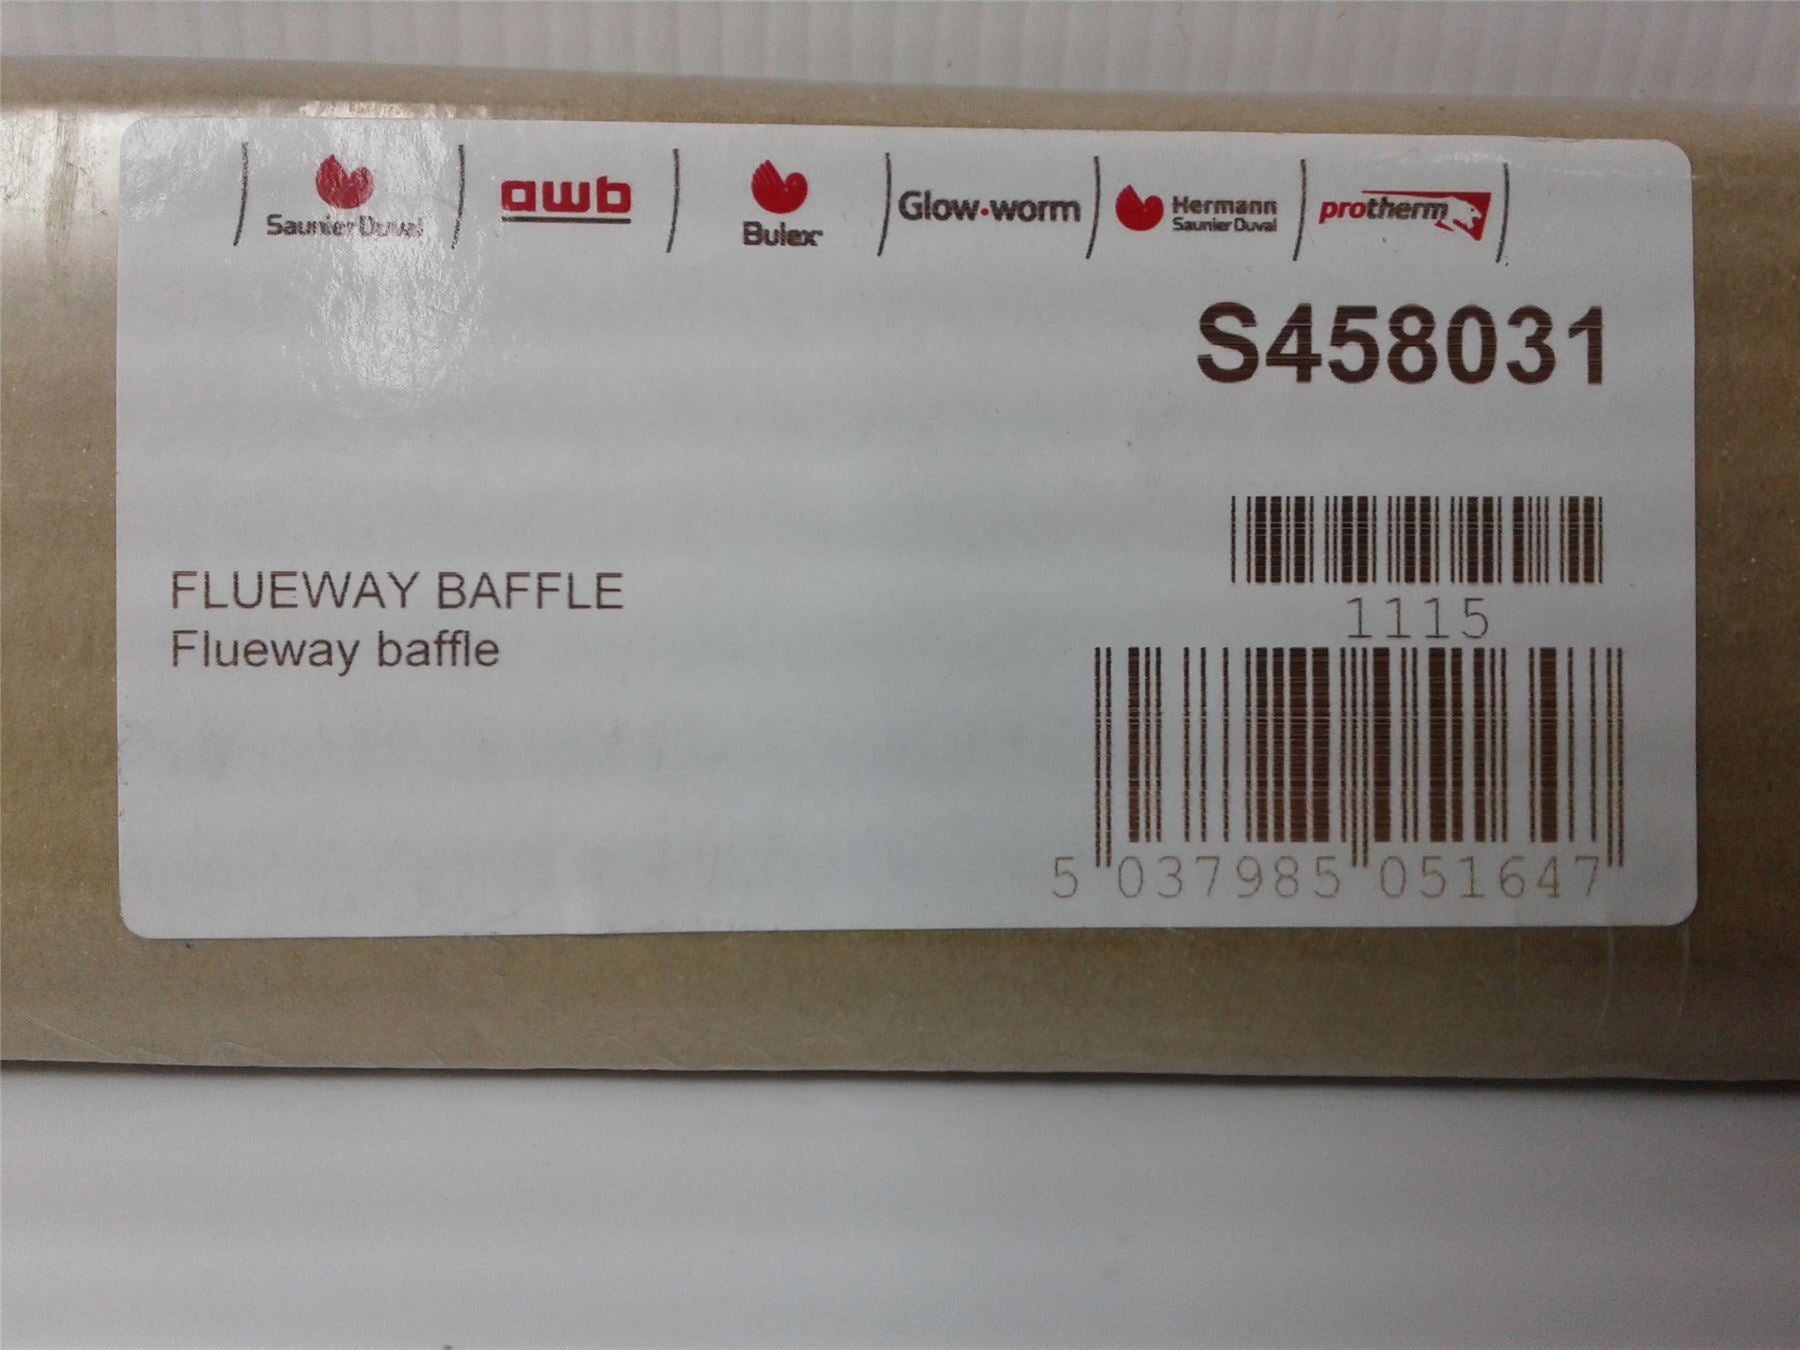 Saunier Duval
awb
Bulex
Glow·worm
Hermann
Saunier Duval
protherm
S458031
1115
FLUEWAY BAFFLE
Flueway baffle
5 037985 051647